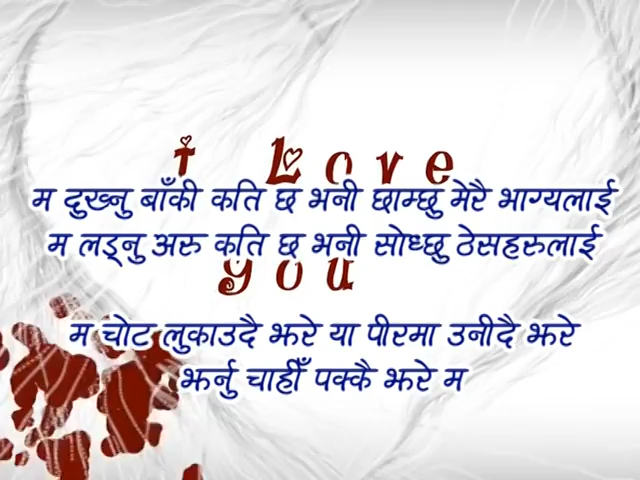 I Love
म दुख्नु बाँकी कति छ भनी छाम्छु मेरै भाग्यलाई
म लड्नु अरु कति छ भनी सोध्छु ठेसहरुलाई
you
म चोट लुकाउदै झरे या पीरमा उनीदै झरे
झर्नु चाहीँ पक्कै झरे म